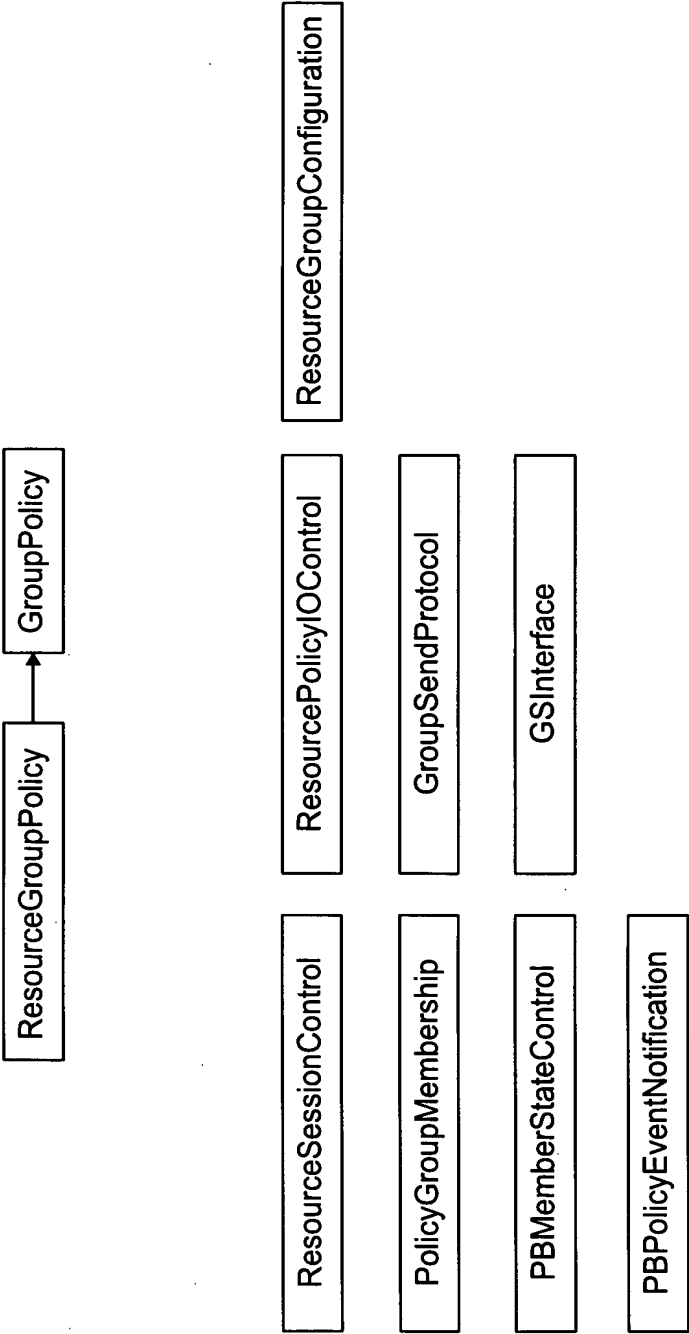 ResourceGroupPolicy
GroupPolicy
ResourceSessionControl
ResourcePolicyIOControl
ResourceGroupConfiguration
PolicyGroupMembership
GroupSendProtocol
PBMemberStateControl
GSInterface
PBPolicyEventNotification